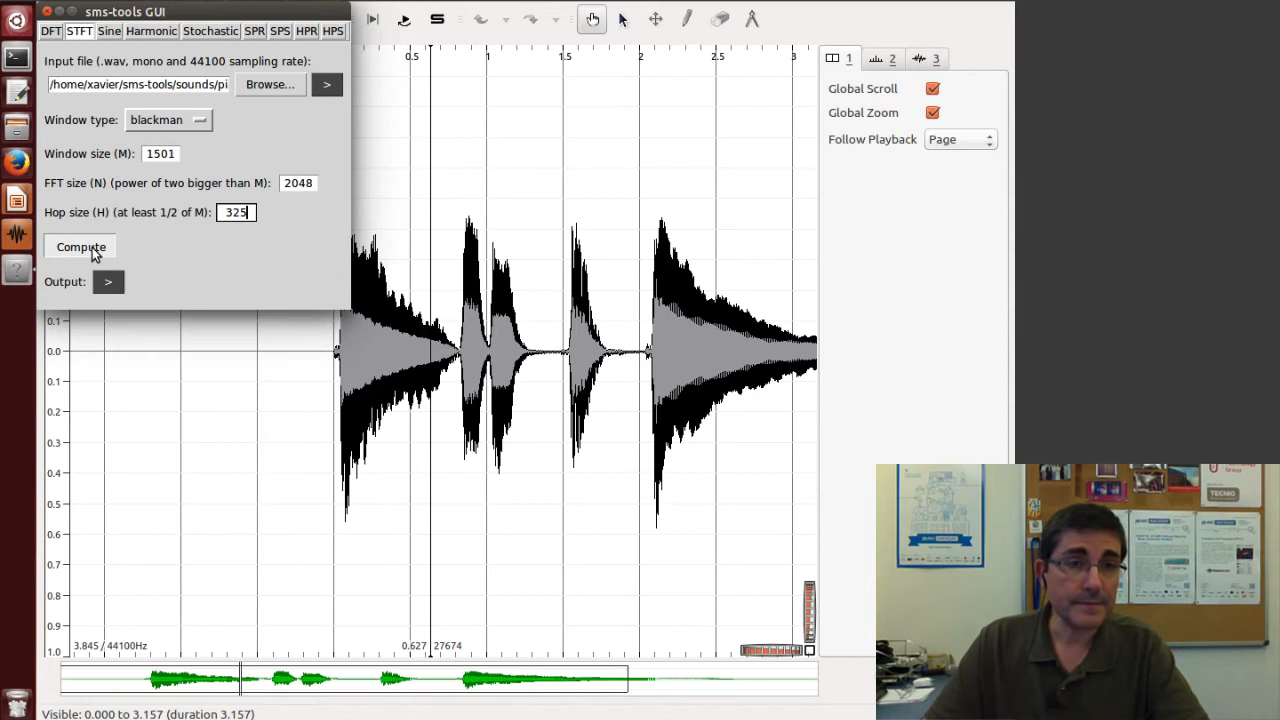 sms-tools GUI
DFT STFT Sine Harmonic Stochastic SPR SPS HPR HPS
Input file (.wav, mono and 44100 sampling rate):
/home/xavier/sms-tools/sounds/pi Browse... >
Window type: blackman
Window size (M): 1501
FFT size (N) (power of two bigger than M): 2048
Hop size (H) (at least 1/2 of M): 325
Compute
Output: >
0.5 1 1.5 2 2.5 3
0.1
0.0
0.1
0.2
0.3
0.4
0.5
0.6
0.7
0.8
0.9
1.0
3.845 / 44100Hz
0.627 27674
1 2 3
Global Scroll
Global Zoom
Follow Playback Page
Visible: 0.000 to 3.157 (duration 3.157)
TECNIO